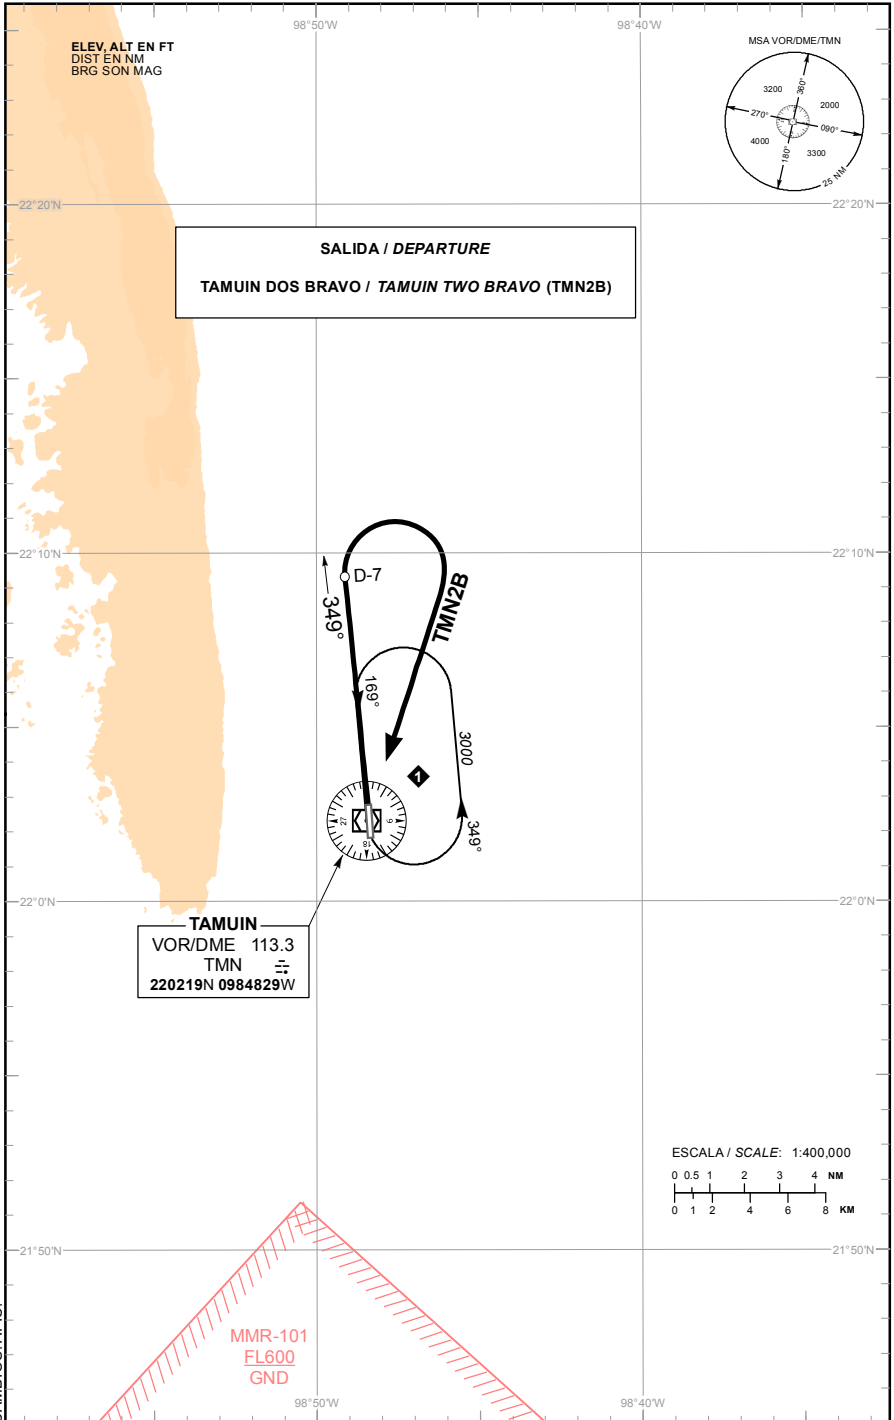 98°50'W
98°40'W
ELEV, ALT EN FT
DIST EN NM
BRG SON MAG
MSA VOR/DME/TMN
3200
360°
2000
270°
090°
4000
180°
3300
25 NM
22°20'N
22°20'N
SALIDA / DEPARTURE
TAMUIN DOS BRAVO / TAMUIN TWO BRAVO (TMN2B)
22°10'N
22°10'N
D-7
349°
TMN2B
169°
3000
1
349°
27
9
18
22°0'N
22°0'N
TAMUIN
VOR/DME 113.3
TMN
220219N 0984829W
ESCALA / SCALE: 1:400,000
0 0.5 1 2 3 4 NM
0 1 2 4 6 8 KM
21°50'N
21°50'N
MMR-101
FL600
GND
98°50'W
98°40'W